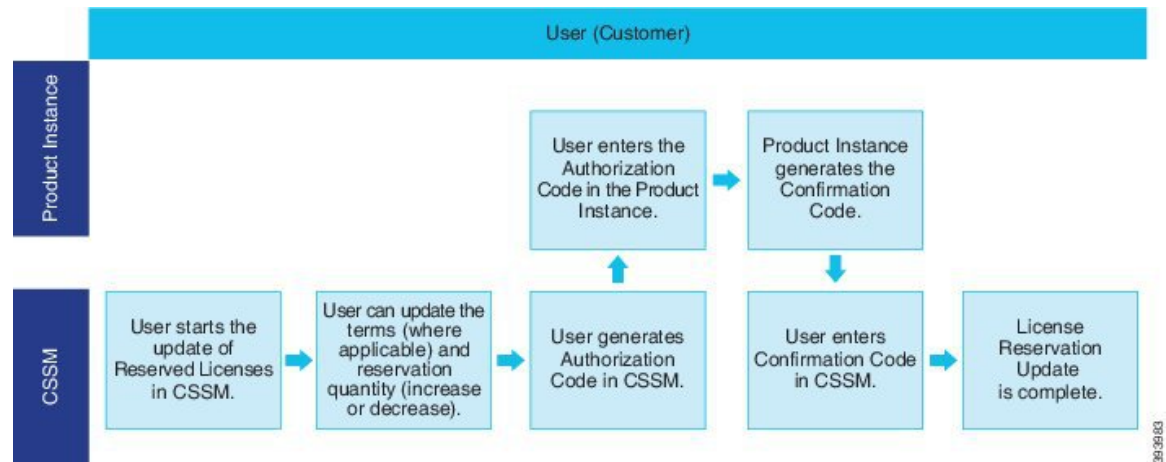 User (Customer)
Product Instance
User enters the
Authorization
Code in the Product
Instance.
Product Instance
generates the
Confirmation
Code.
CSSM
User starts the
update of
Reserved Licenses
in CSSM.
User can update the
terms (where
applicable) and
reservation
quantity (increase
or decrease).
User generates
Authorization
Code in CSSM.
User enters
Confirmation Code
in CSSM.
License
Reservation
Update
is complete.
393983